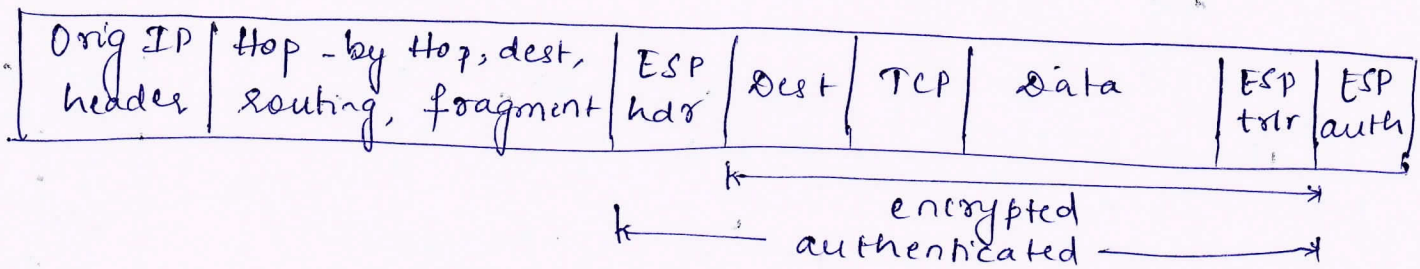 Orig IP
header
Hop-by Hop, dest,
routing, fragment
ESP
hdr
Dest
TCP
Data
ESP
trlr
ESP
auth
encrypted
authenticated